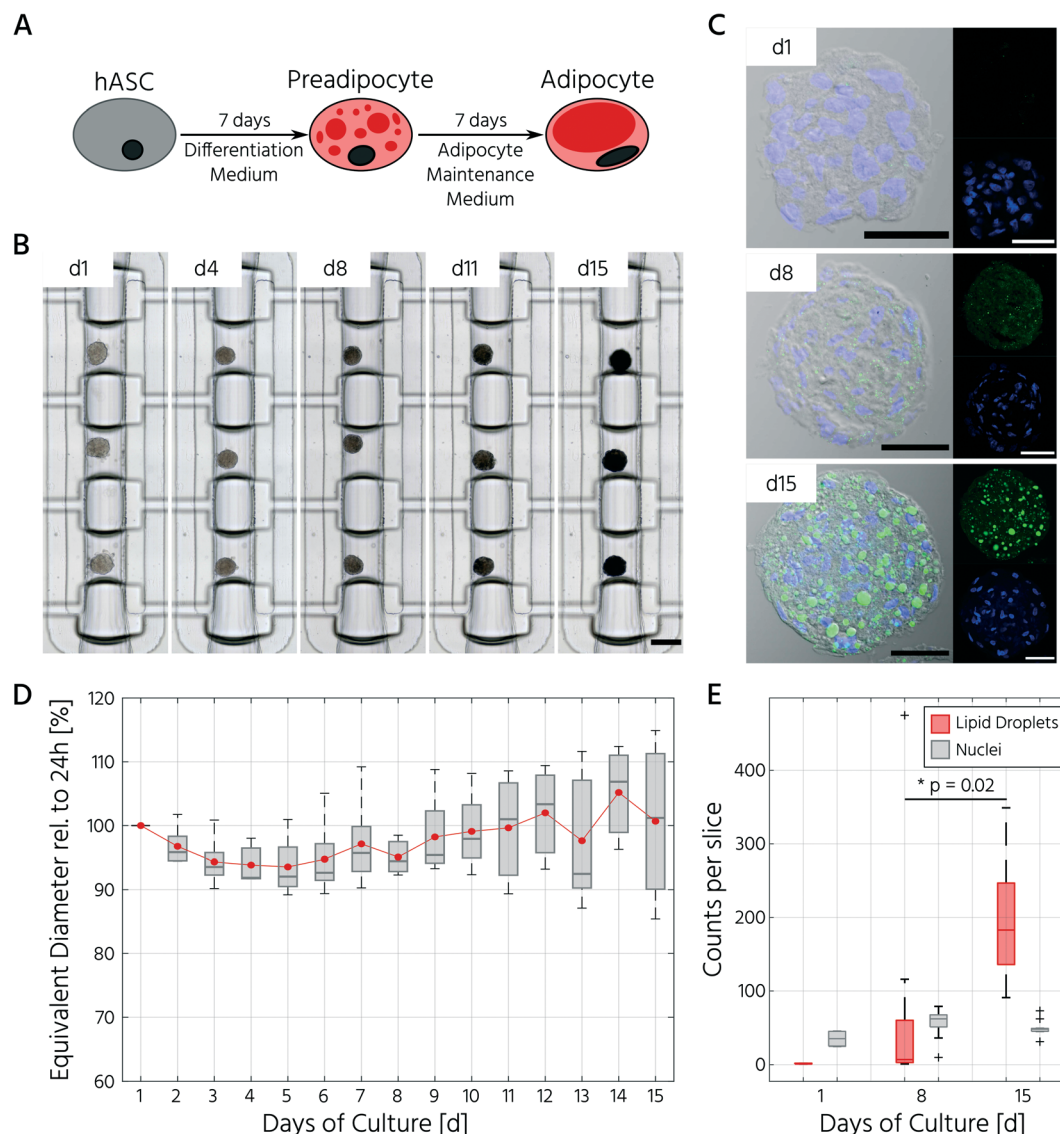 A
hASC
7 days
Differentiation
Medium
Preadipocyte
7 days
Adipocyte
Maintenance
Medium
Adipocyte
B
d1
d4
d8
d11
d15
C
d1
d8
d15
D
Equivalent Diameter rel. to 24h [%]
120
110
100
90
80
70
60
1 2 3 4 5 6 7 8 9 10 11 12 13 14 15
Days of Culture [d]
E
Counts per slice
400
300
200
100
0
Lipid Droplets
Nuclei
* p = 0.02
1 8 15
Days of Culture [d]